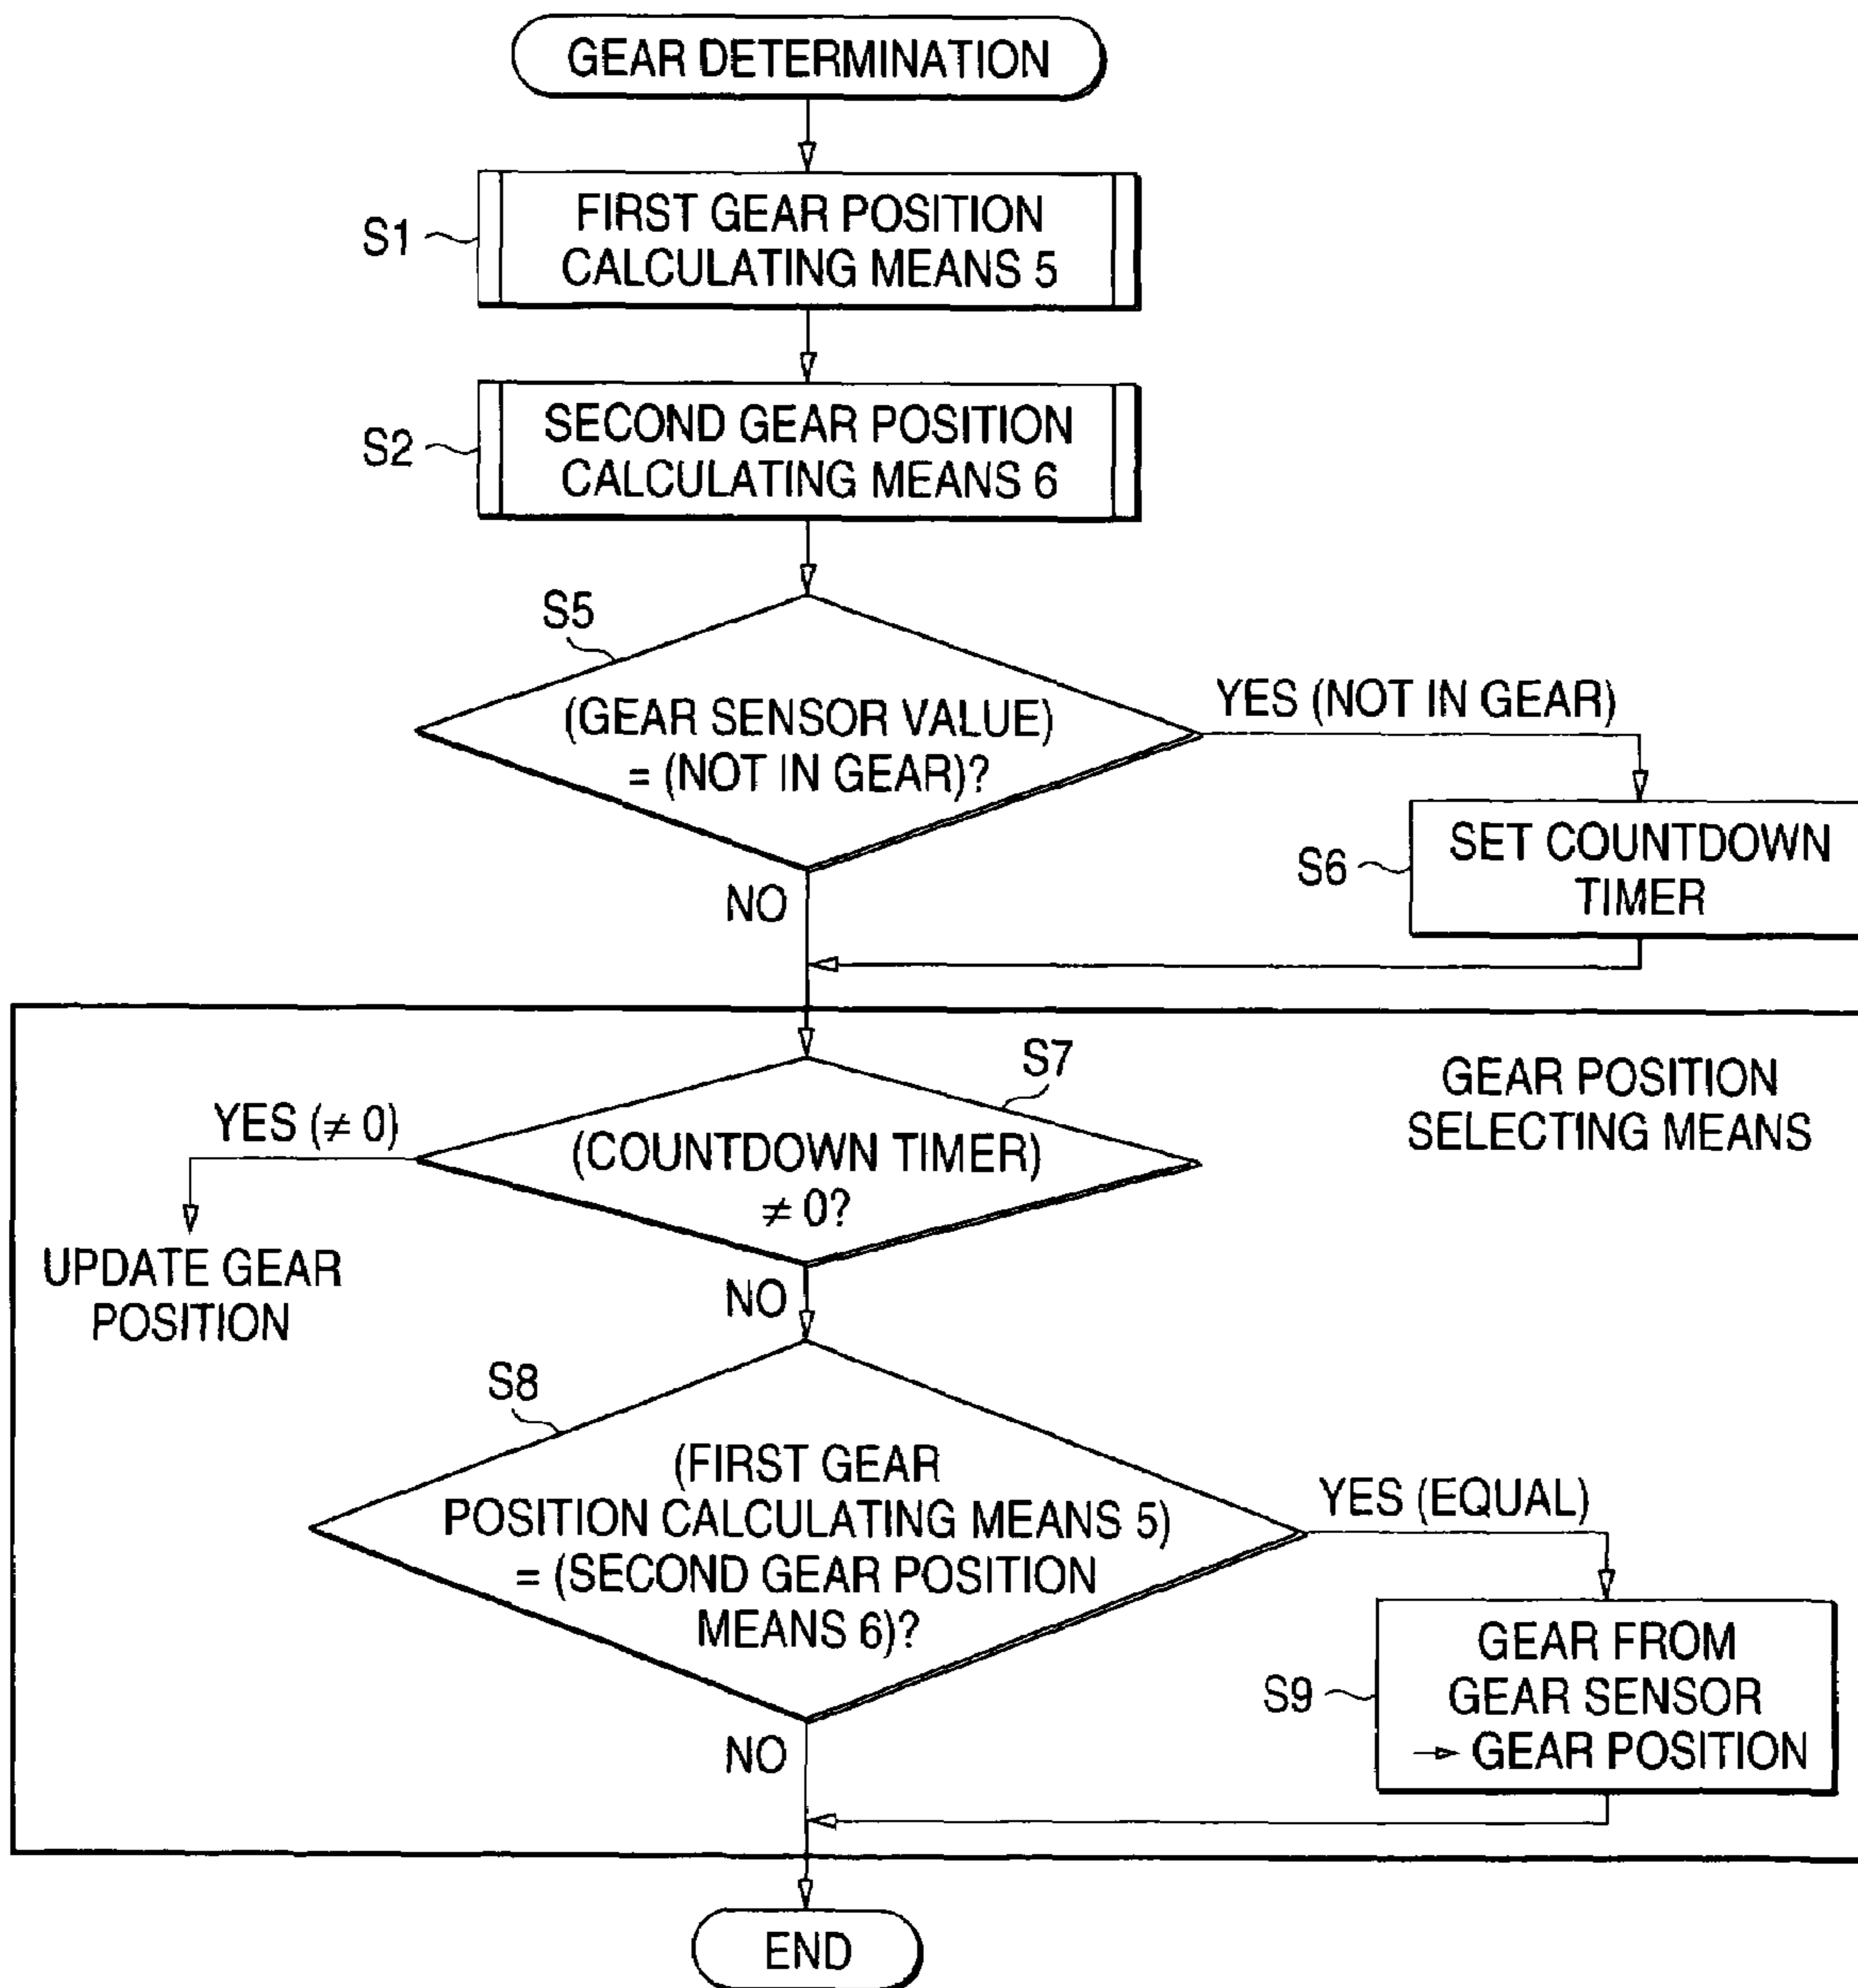 GEAR DETERMINATION
S1
FIRST GEAR POSITION
CALCULATING MEANS 5
S2
SECOND GEAR POSITION
CALCULATING MEANS 6
S5
(GEAR SENSOR VALUE)
= (NOT IN GEAR)?
YES (NOT IN GEAR)
S6
SET COUNTDOWN
TIMER
NO
S7
GEAR POSITION
SELECTING MEANS
YES (≠ 0)
(COUNTDOWN TIMER)
≠ 0?
UPDATE GEAR
POSITION
NO
S8
(FIRST GEAR
POSITION CALCULATING MEANS 5)
= (SECOND GEAR POSITION
MEANS 6)?
YES (EQUAL)
S9
GEAR FROM
GEAR SENSOR
→ GEAR POSITION
NO
END